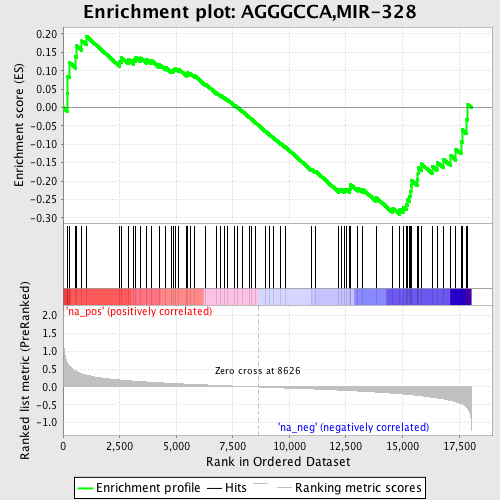 Enrichment plot: AGGGCCA,MIR-328
Enrichment score (ES)
0.20
0.15
0.10
0.05
0.00
-0.05
-0.10
-0.15
-0.20
-0.25
-0.30
'na_pos' (positively correlated)
Ranked list metric (PreRanked)
2.0
1.5
1.0
0.5
0.0
-0.5
-1.0
Zero cross at 8626
'na_neg' (negatively correlated)
0 2,500 5,000 7,500 10,000 12,500 15,000 17,500
Rank in Ordered Dataset
Enrichment profile Hits Ranking metric scores